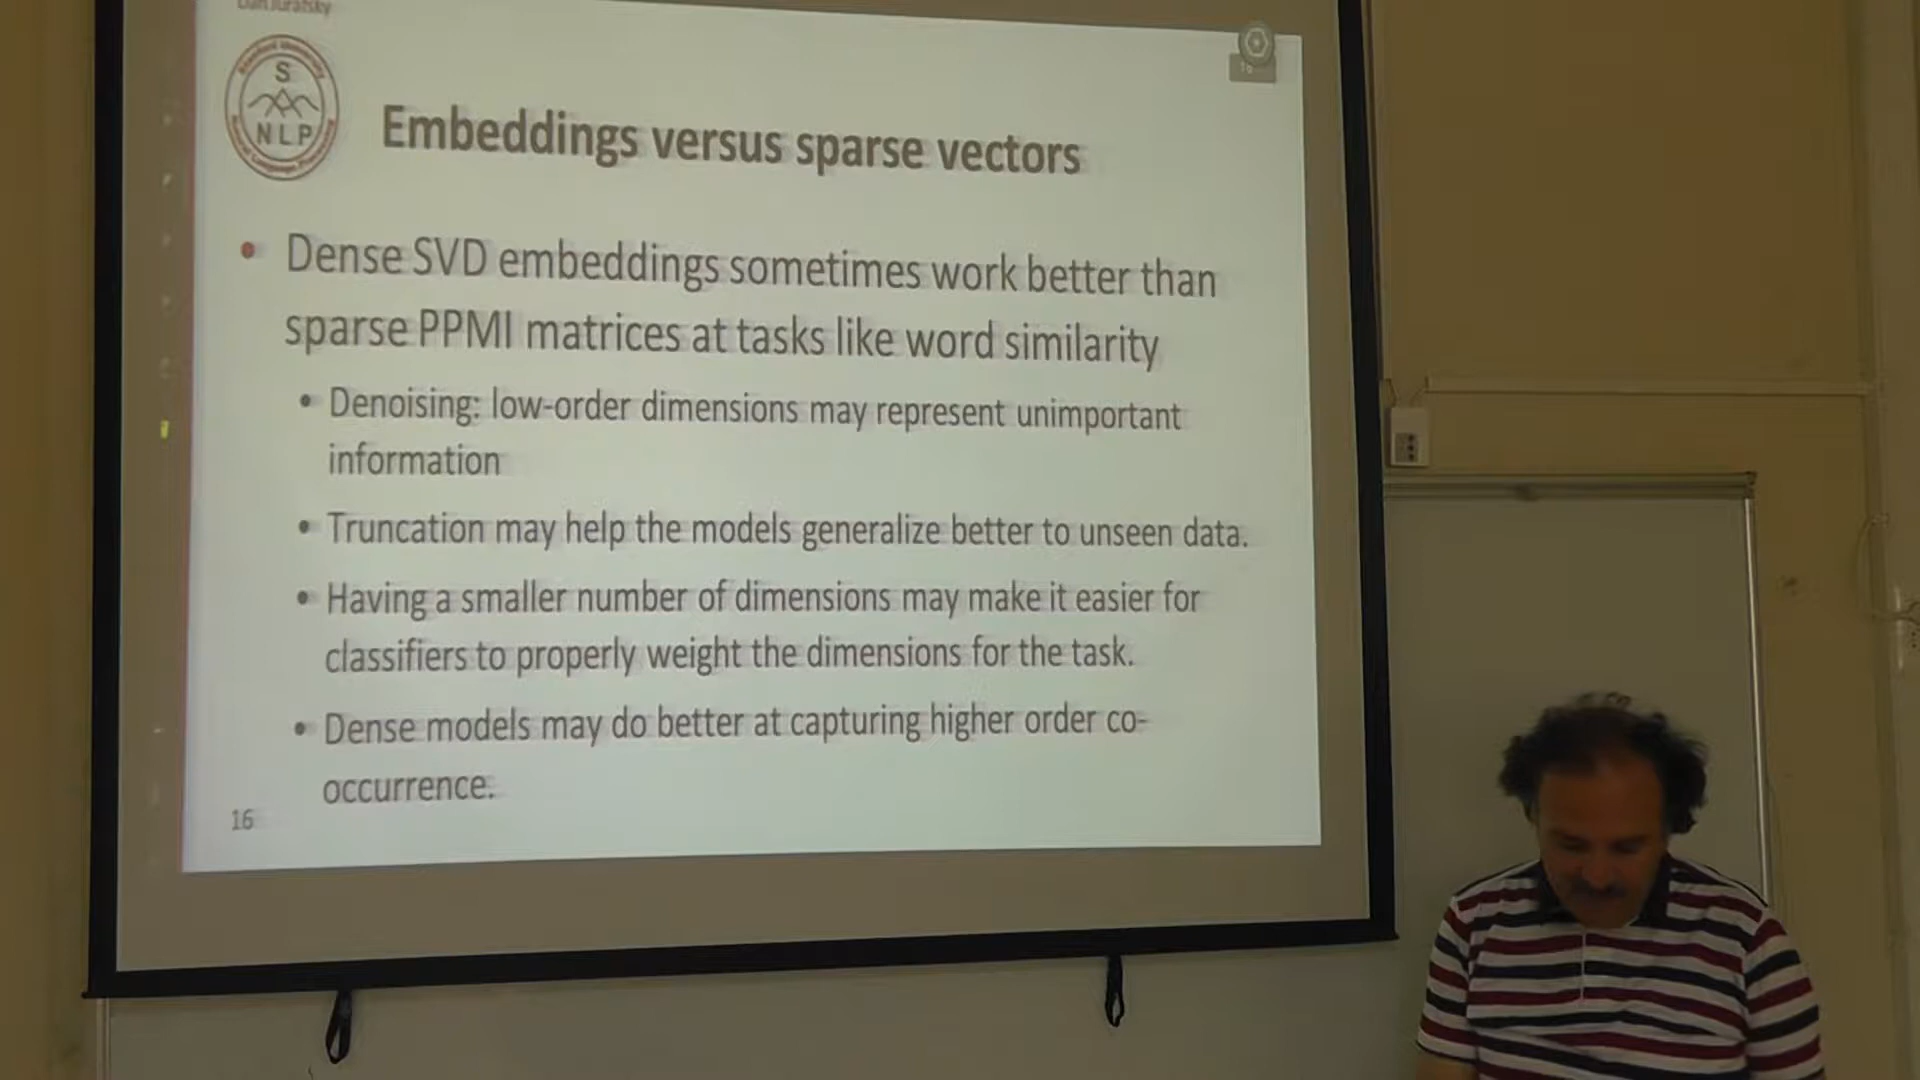 Dan Jurafsky
S
NLP
Embeddings versus sparse vectors
• Dense SVD embeddings sometimes work better than
sparse PPMI matrices at tasks like word similarity
• Denoising: low-order dimensions may represent unimportant
information
• Truncation may help the models generalize better to unseen data.
• Having a smaller number of dimensions may make it easier for
classifiers to properly weight the dimensions for the task.
• Dense models may do better at capturing higher order co-
occurrence.
16